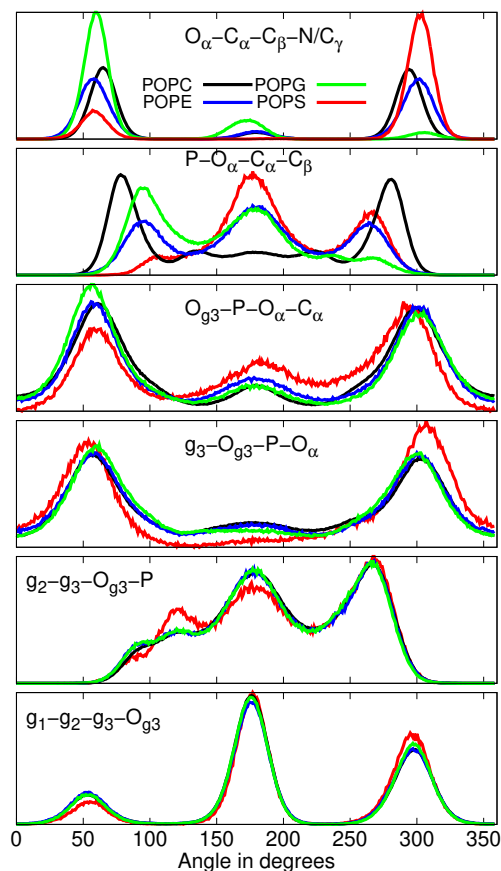 Oα–Cα–Cβ–N/Cγ
POPC POPG
POPE POPS
P–Oα–Cα–Cβ
Og3–P–Oα–Cα
g3–Og3–P–Oα
g2–g3–Og3–P
g1–g2–g3–Og3
0 50 100 150 200 250 300 350
Angle in degrees